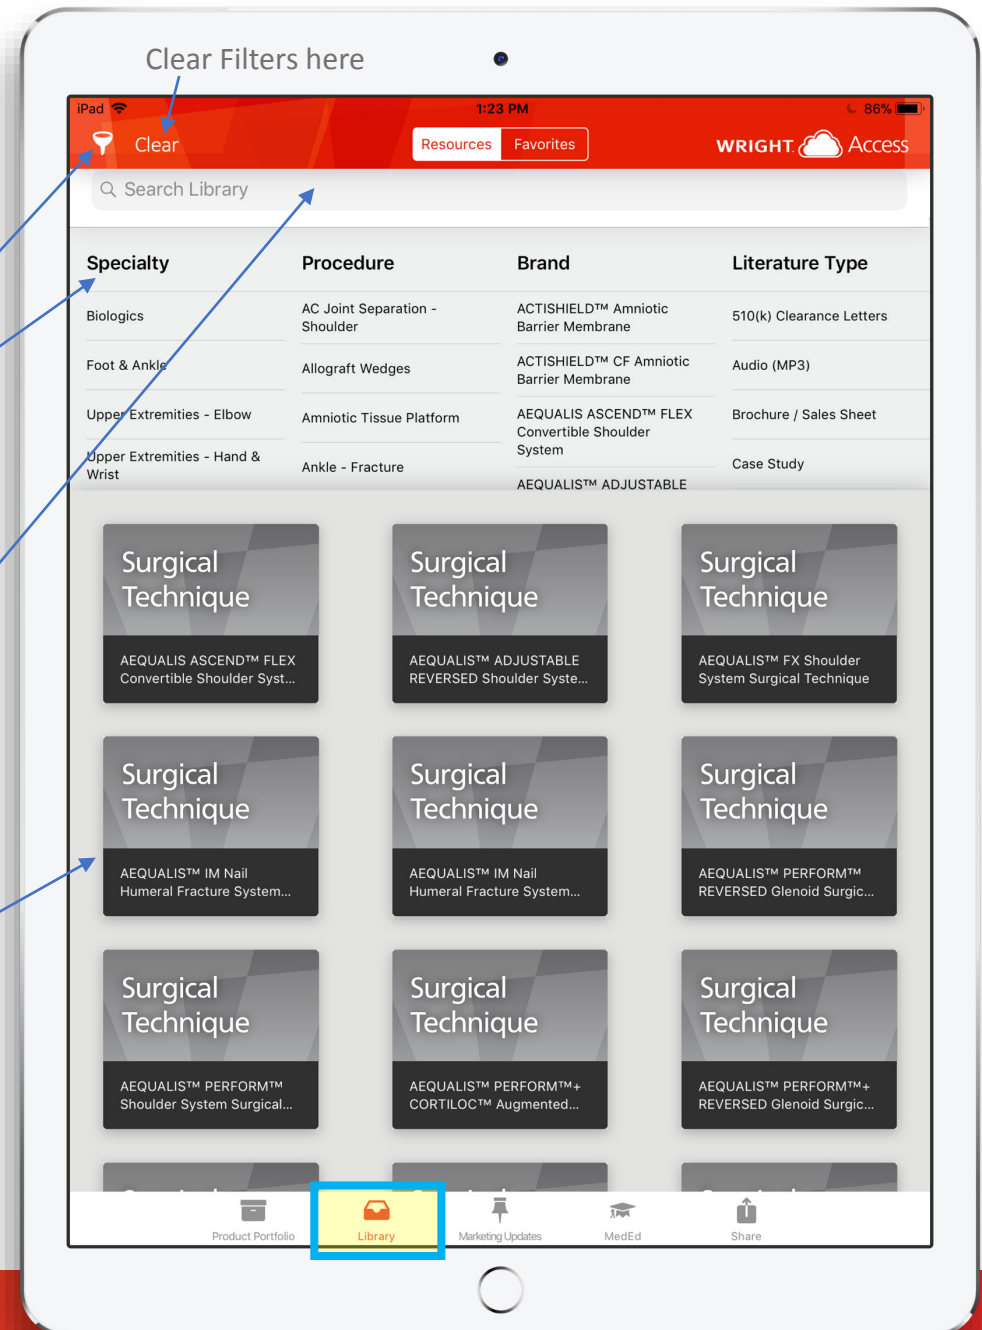 Clear Filters here
iPad 1:23 PM 86%
Clear Resources Favorites WRIGHT. Access
Search Library
Specialty
Biologics
Foot & Ankle
Upper Extremities - Elbow
Upper Extremities - Hand &
Wrist
Procedure
AC Joint Separation -
Shoulder
Allograft Wedges
Amniotic Tissue Platform
Ankle - Fracture
Brand
ACTISHIELD™ Amniotic
Barrier Membrane
ACTISHIELD™ CF Amniotic
Barrier Membrane
AEQUALIS ASCEND™ FLEX
Convertible Shoulder
System
AEQUALIS™ ADJUSTABLE
Literature Type
510(k) Clearance Letters
Audio (MP3)
Brochure / Sales Sheet
Case Study
Surgical
Technique
AEQUALIS ASCEND™ FLEX
Convertible Shoulder Syst...
Surgical
Technique
AEQUALIS™ ADJUSTABLE
REVERSED Shoulder Syste...
Surgical
Technique
AEQUALIS™ FX Shoulder
System Surgical Technique
Surgical
Technique
AEQUALIS™ IM Nail
Humeral Fracture System...
Surgical
Technique
AEQUALIS™ IM Nail
Humeral Fracture System...
Surgical
Technique
AEQUALIS™ PERFORM™
REVERSED Glenoid Surgic...
Surgical
Technique
AEQUALIS™ PERFORM™
Shoulder System Surgical...
Surgical
Technique
AEQUALIS™ PERFORM™+
CORTILOC™ Augmented...
Surgical
Technique
AEQUALIS™ PERFORM™+
REVERSED Glenoid Surgic...
Product Portfolio Library Marketing Updates MedEd Share